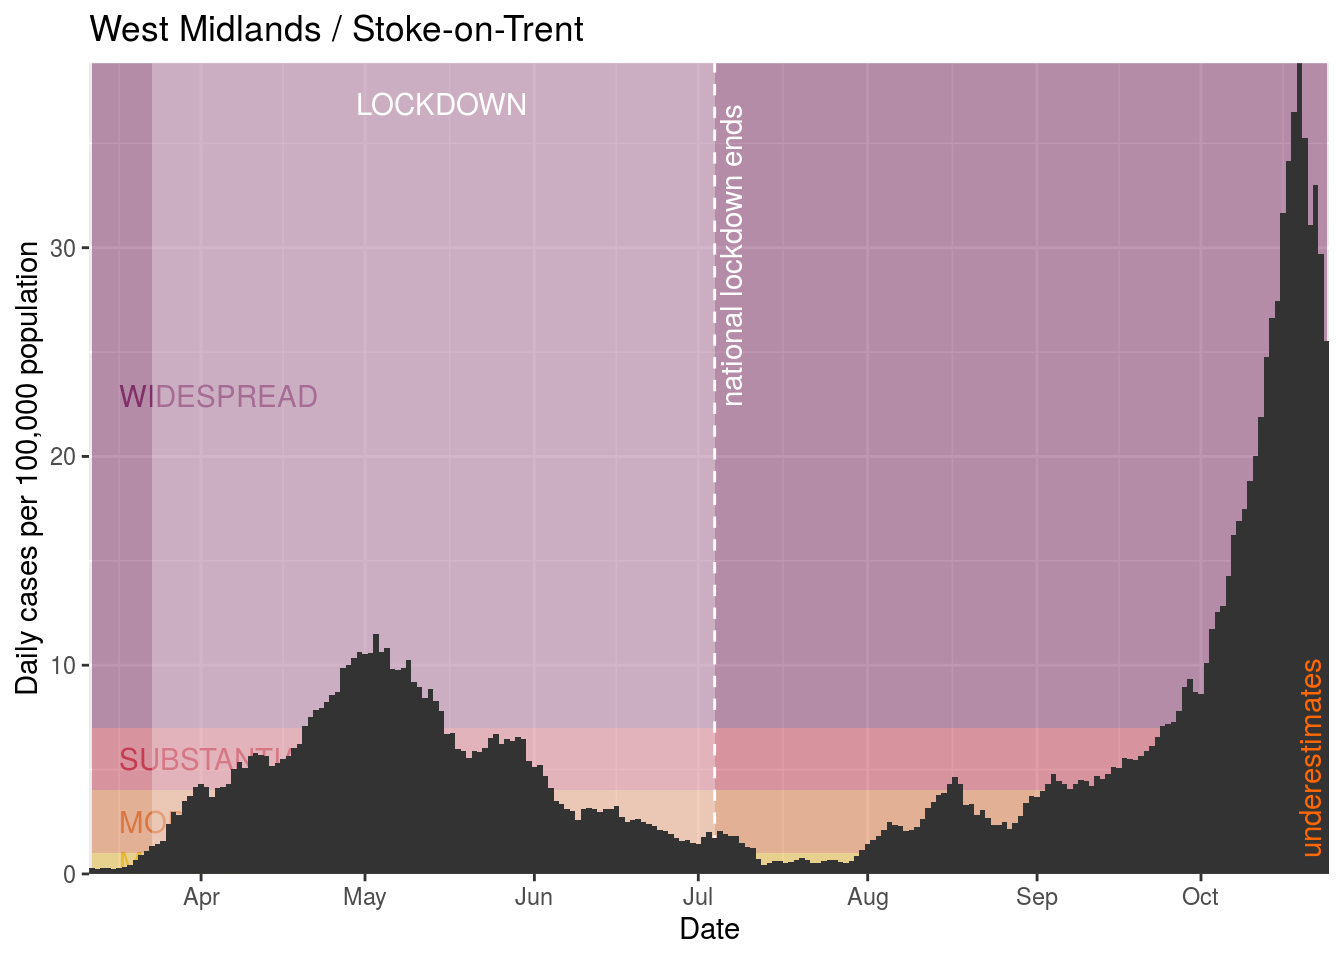 West Midlands / Stoke-on-Trent
LOCKDOWN
national lockdown ends
WIDESPREAD
underestimates
Daily cases per 100,000 population
30
20
10
0
Apr
May
Jun
Jul
Aug
Sep
Oct
Date